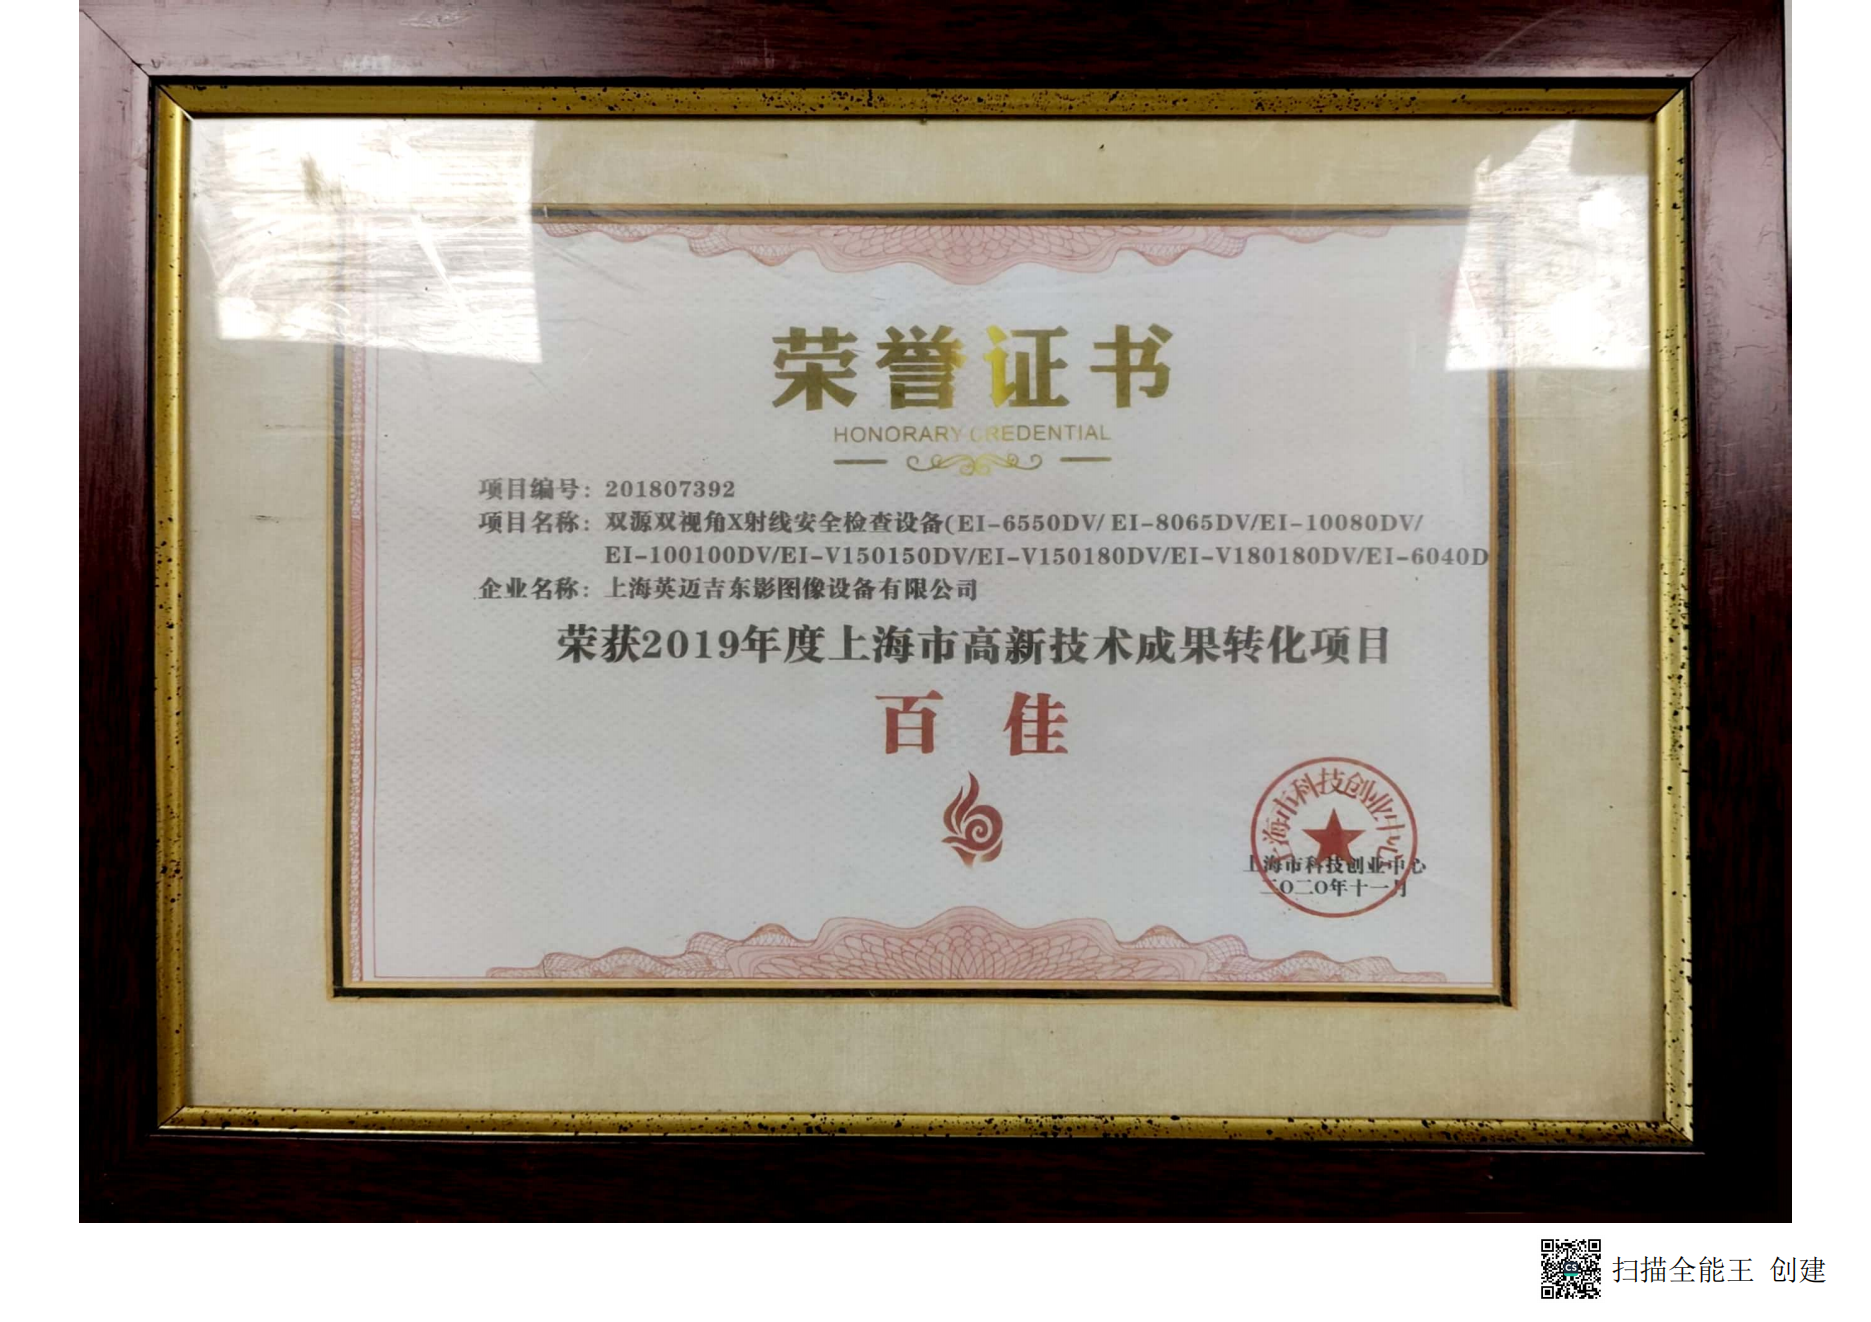 荣誉证书
HONORARY CREDENTIAL
项目编号：201807392
项目名称：双源双视角X射线安全检查设备(EI-6550DV/ EI-8065DV/EI-10080DV/
EI-100100DV/EI-V150150DV/EI-V150180DV/EI-V180180DV/EI-6040D
企业名称：上海英迈吉东影图像设备有限公司
荣获2019年度上海市高新技术成果转化项目
百 佳
上海市科技创业中心
上海市科技创业中心
二〇二〇年十一月
CS
扫描全能王 创建